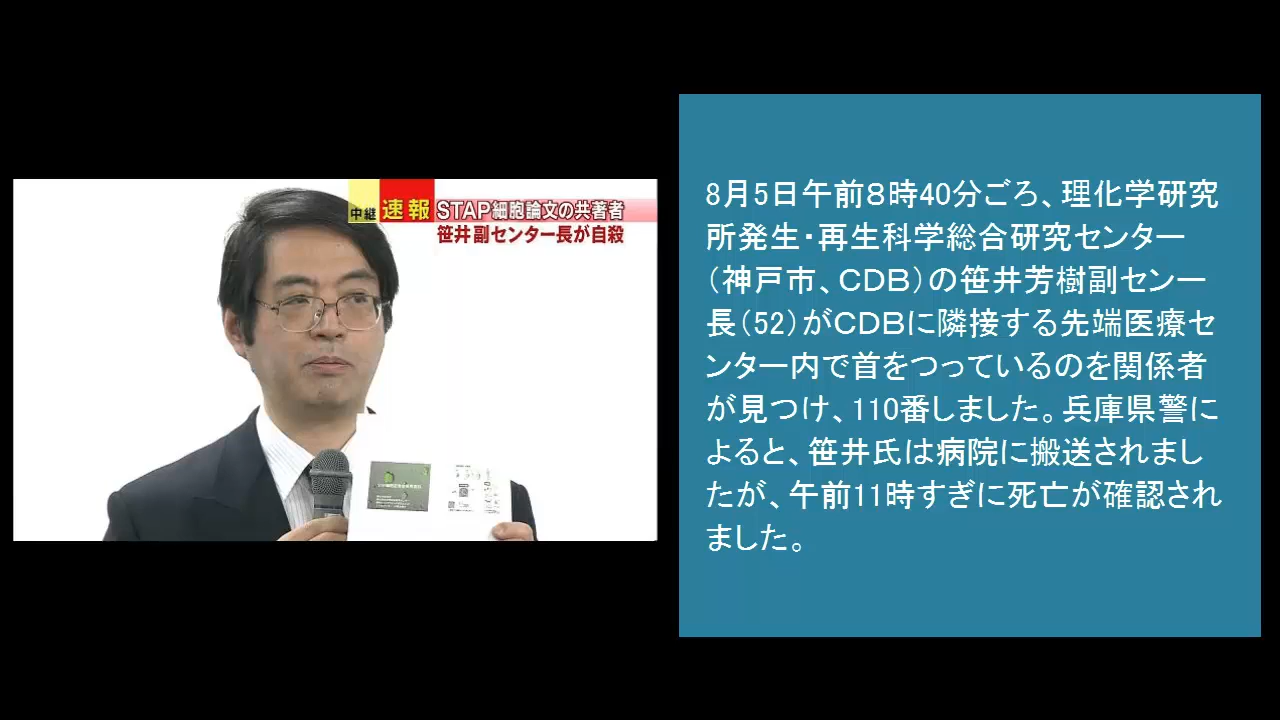 中継 速報 STAP細胞論文の共著者
笹井副センター長が自殺
8月5日午前8時40分ごろ、理化学研究
所発生・再生科学総合研究センター
（神戸市、ＣＤＢ）の笹井芳樹副センー
長（52）がＣＤＢに隣接する先端医療セ
ンター内で首をつっているのを関係者
が見つけ、110番しました。兵庫県警に
よると、笹井氏は病院に搬送されまし
たが、午前11時すぎに死亡が確認され
ました。